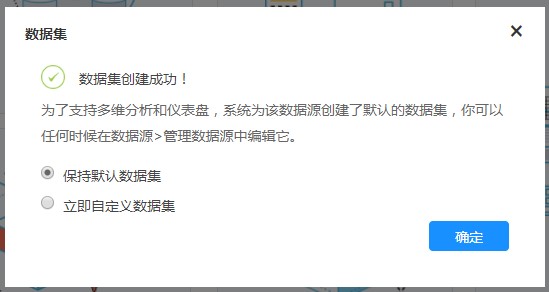 数据集
数据集创建成功！
为了支持多维分析和仪表盘，系统为该数据源创建了默认的数据集，你可以
任何时候在数据源>管理数据源中编辑它。
保持默认数据集
立即自定义数据集
确定